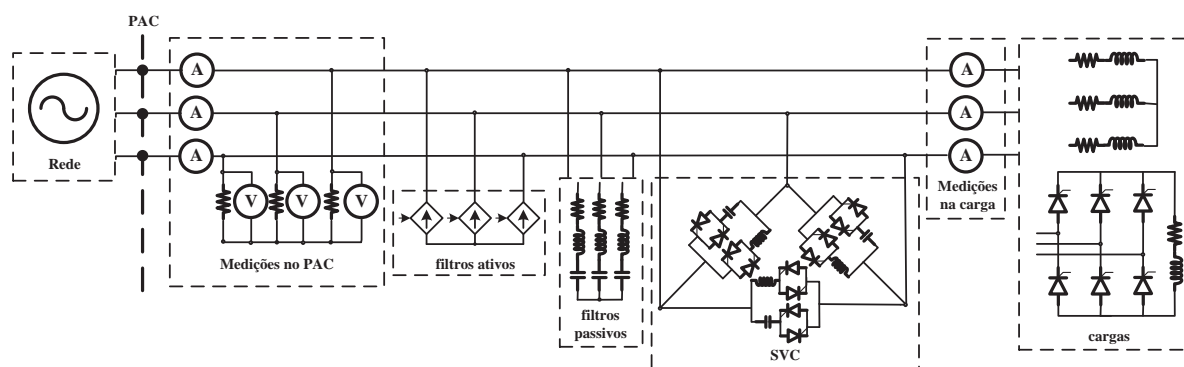 PAC
A
A
A
A
A
A
Rede
V
V
V
Medições no PAC
filtros ativos
filtros
passivos
SVC
Medições
na carga
cargas